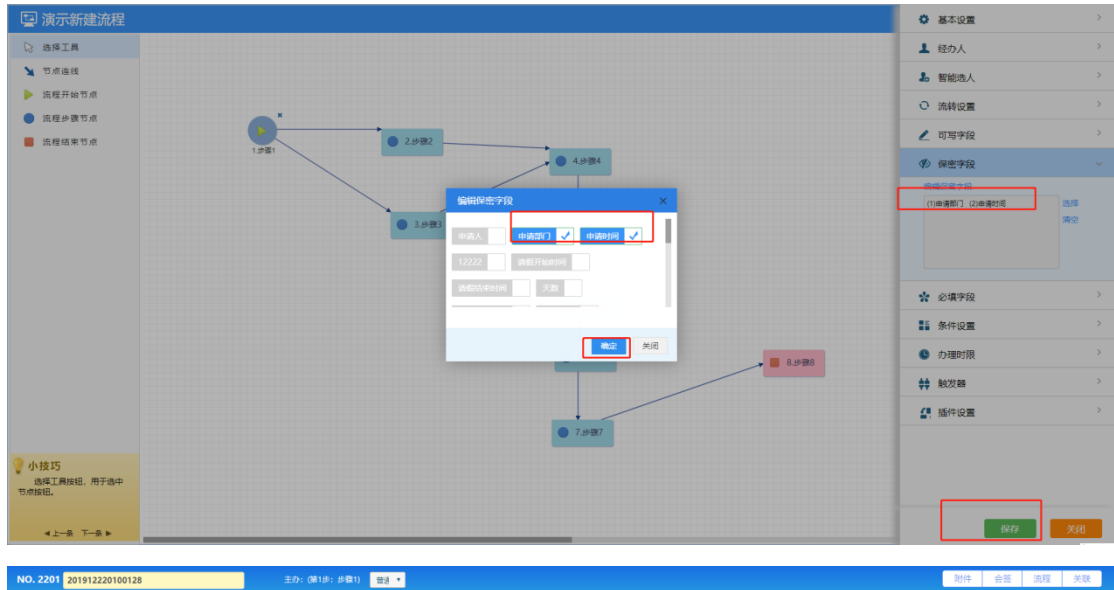 演示新建流程
选择工具
节点连线
流程开始节点
流程步骤节点
流程结束节点
1.步骤1
2.步骤2
3.步骤3
4.步骤4
7.步骤7
8.步骤8
编辑保密字段
×
申请人 申请部门 申请时间
12222 请假开始时间
请假结束时间 天数
确定 关闭
小技巧
选择工具按钮，用于选中
节点按钮。
◄上一条 下一条►
基本设置
经办人
智能选人
流转设置
可写字段
保密字段
编辑保密字段
(1)申请部门 (2)申请时间
选择
清空
必填字段
条件设置
办理时限
触发器
插件设置
保存 关闭
NO. 2201 201912220100128 主办: (第1步: 步骤1) 普通 附件 会签 流程 关联